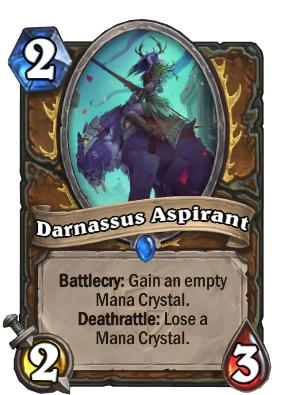 2
Darnassus Aspirant
Battlecry: Gain an empty
Mana Crystal.
Deathrattle: Lose a
Mana Crystal.
2
3